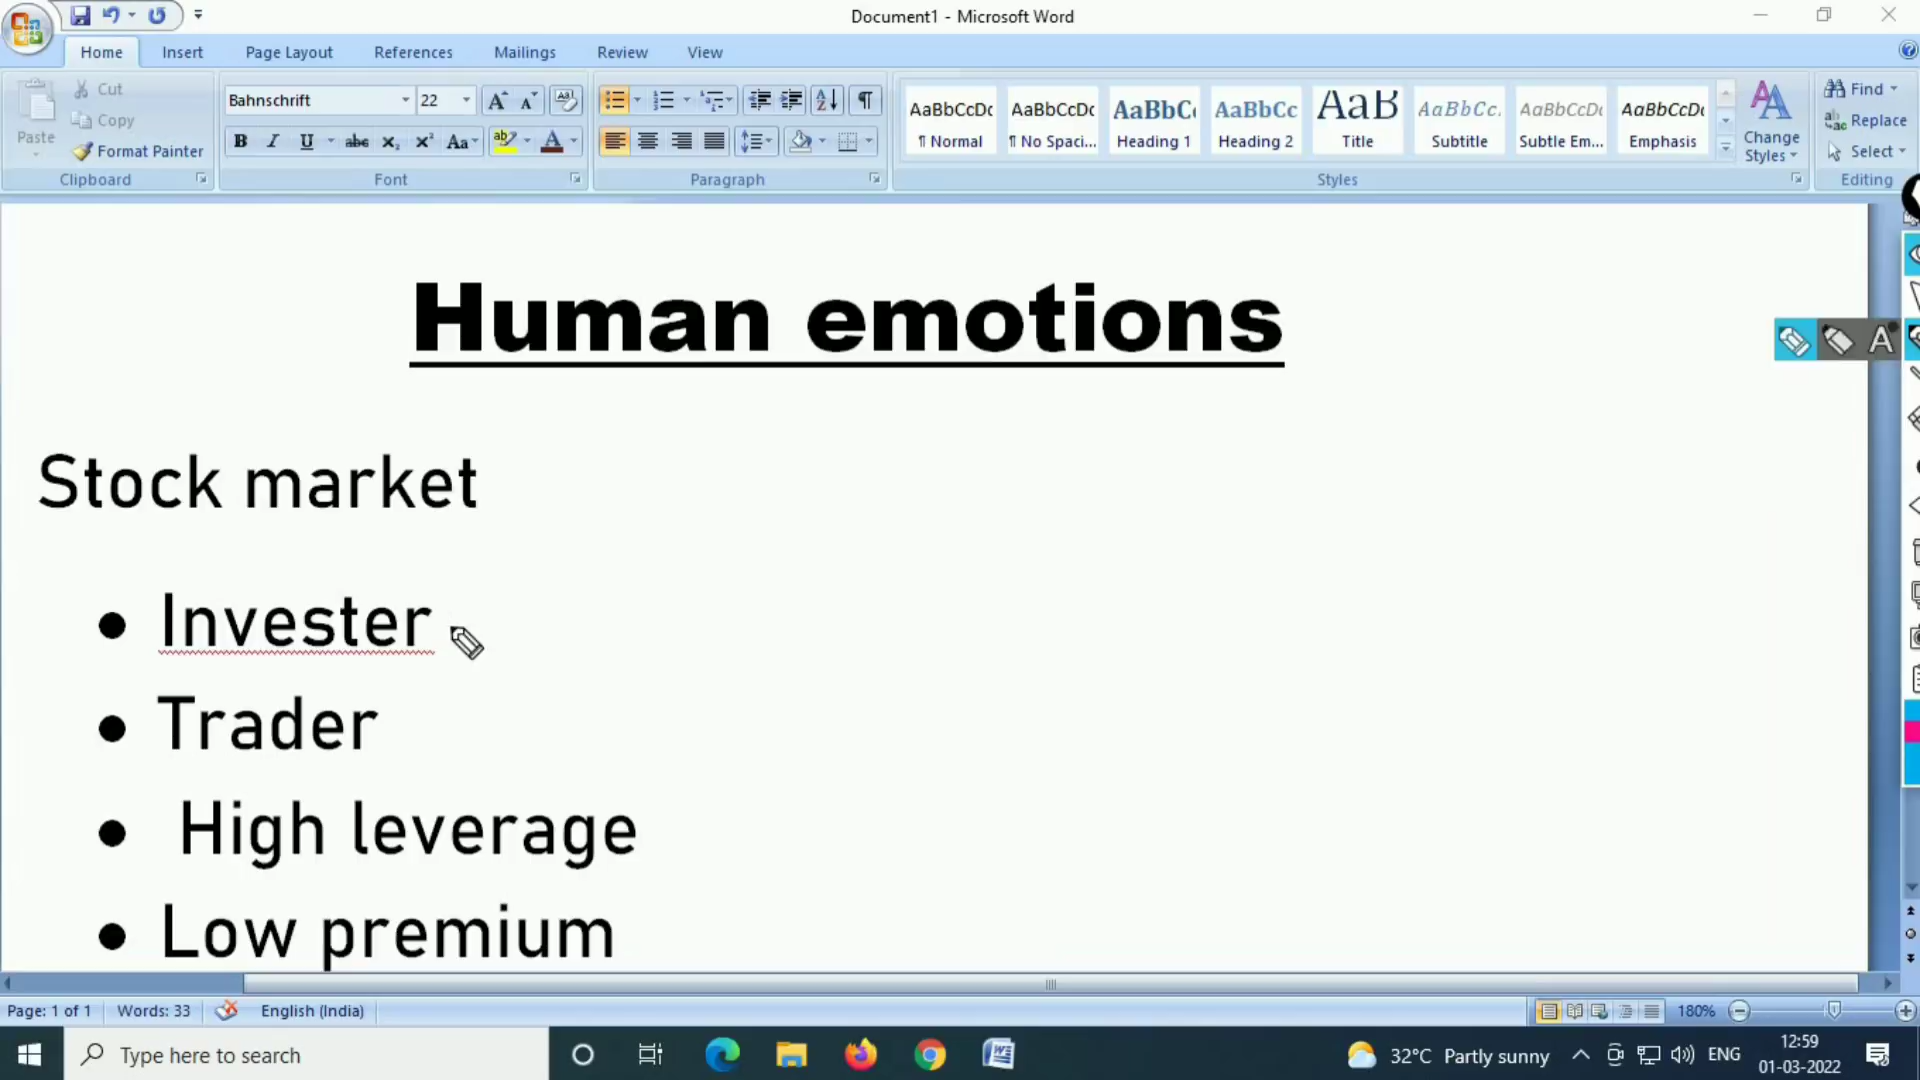 Document1 - Microsoft Word
Home Insert Page Layout References Mailings Review View
Paste
Cut
Copy
Format Painter
Clipboard
Bahnschrift 22
B I U abc x₂ x² Aa
Font
Paragraph
AaBbCcDc AaBbCcDc AaBbC AaBbCc AaB AaBbCc. AaBbCcDc AaBbCcDc
¶ Normal ¶ No Spaci... Heading 1 Heading 2 Title Subtitle Subtle Em... Emphasis
Change Styles
Styles
Find
Replace
Select
Editing
Human emotions
Stock market
• Invester
• Trader
• High leverage
• Low premium
Page: 1 of 1 Words: 33 English (India) 180%
Type here to search
32°C Partly sunny ENG 12:59
01-03-2022